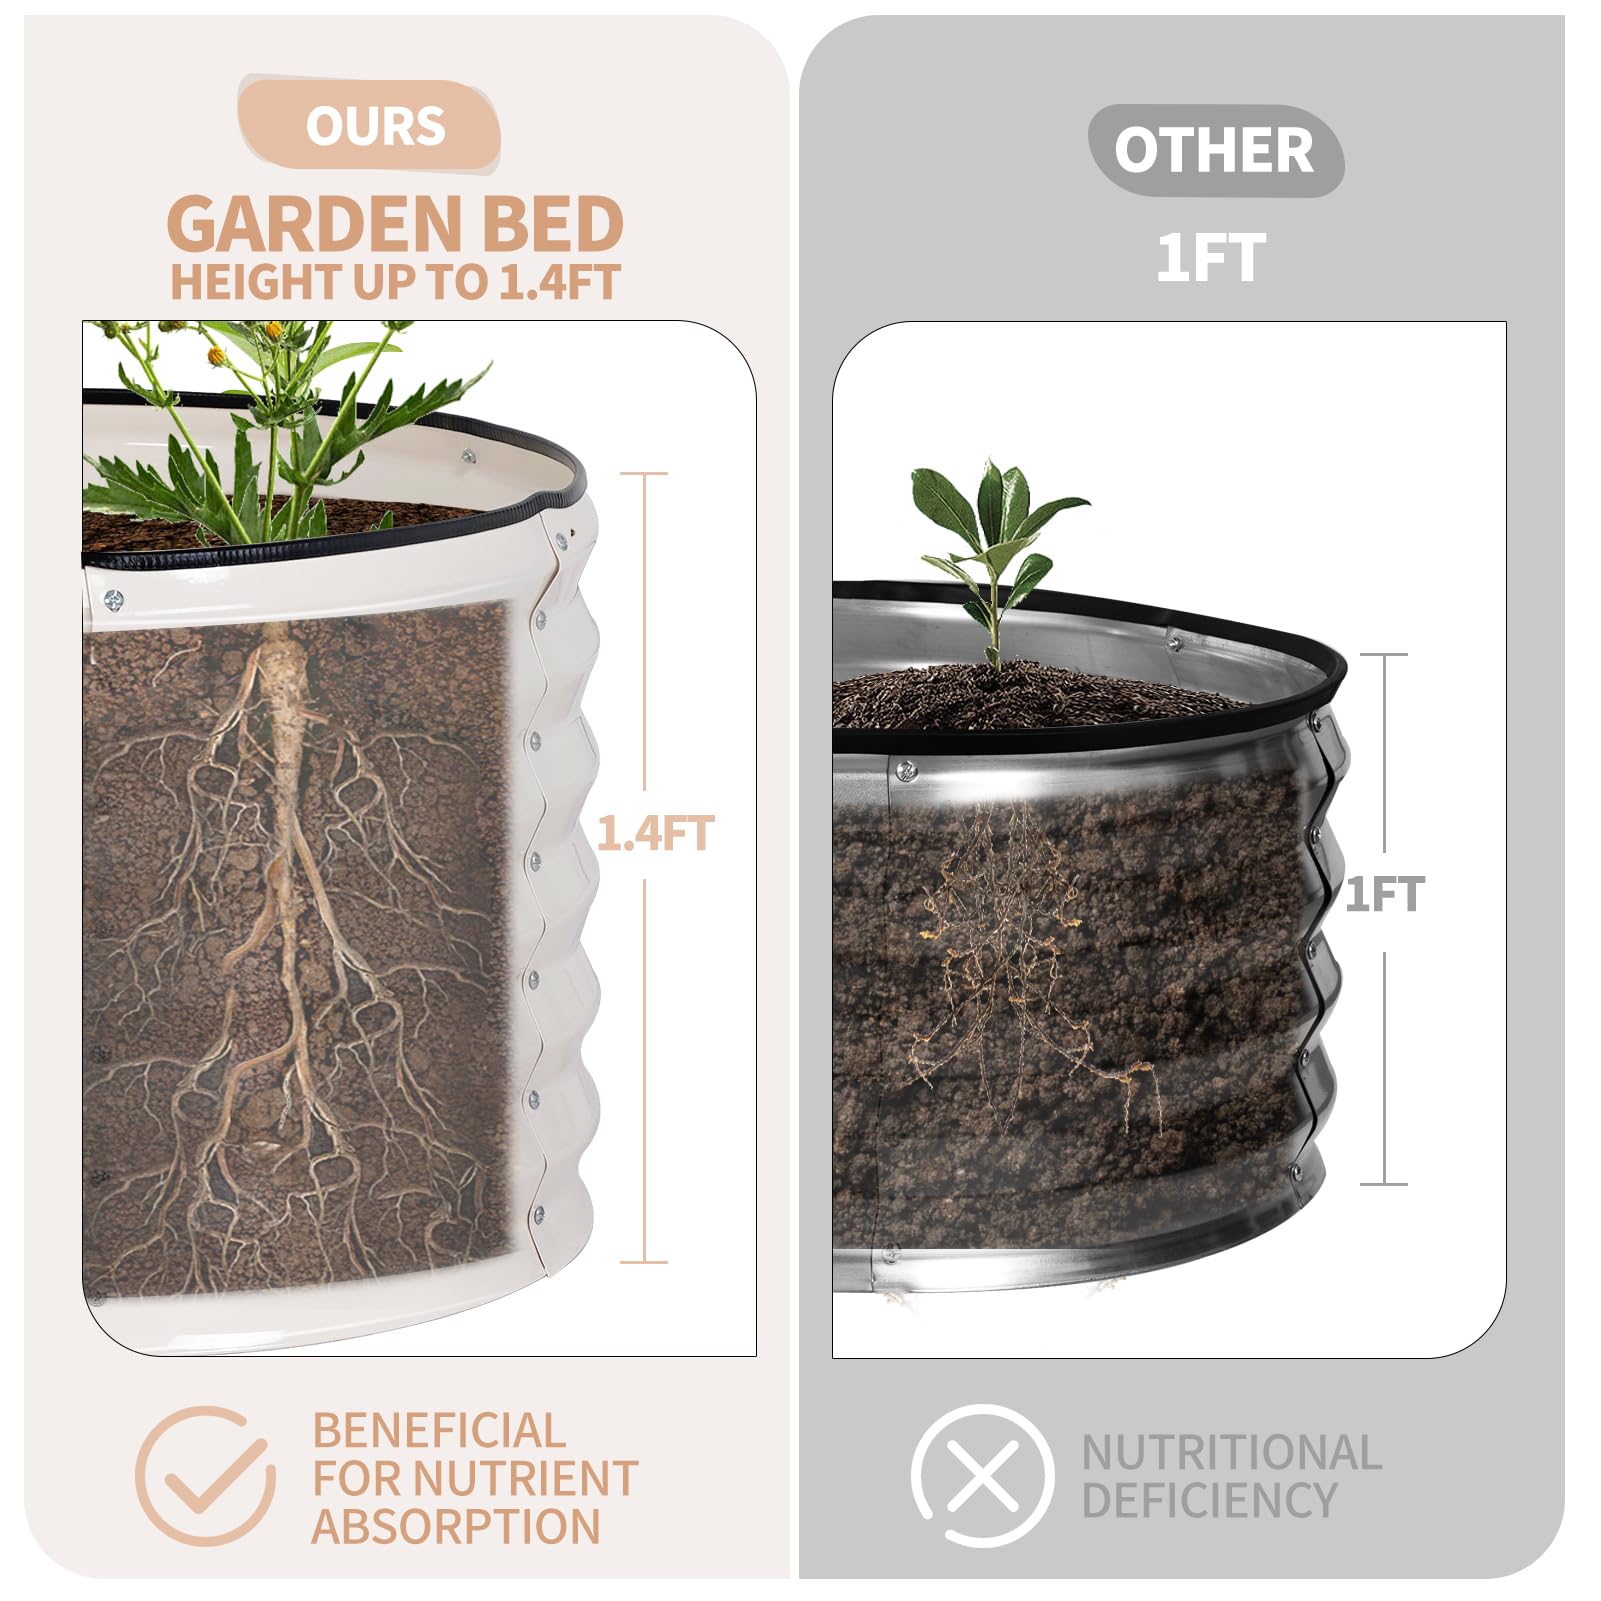 OURS
GARDEN BED
HEIGHT UP TO 1.4FT
1.4FT
BENEFICIAL
FOR NUTRIENT
ABSORPTION
OTHER
1FT
1FT
NUTRITIONAL
DEFICIENCY